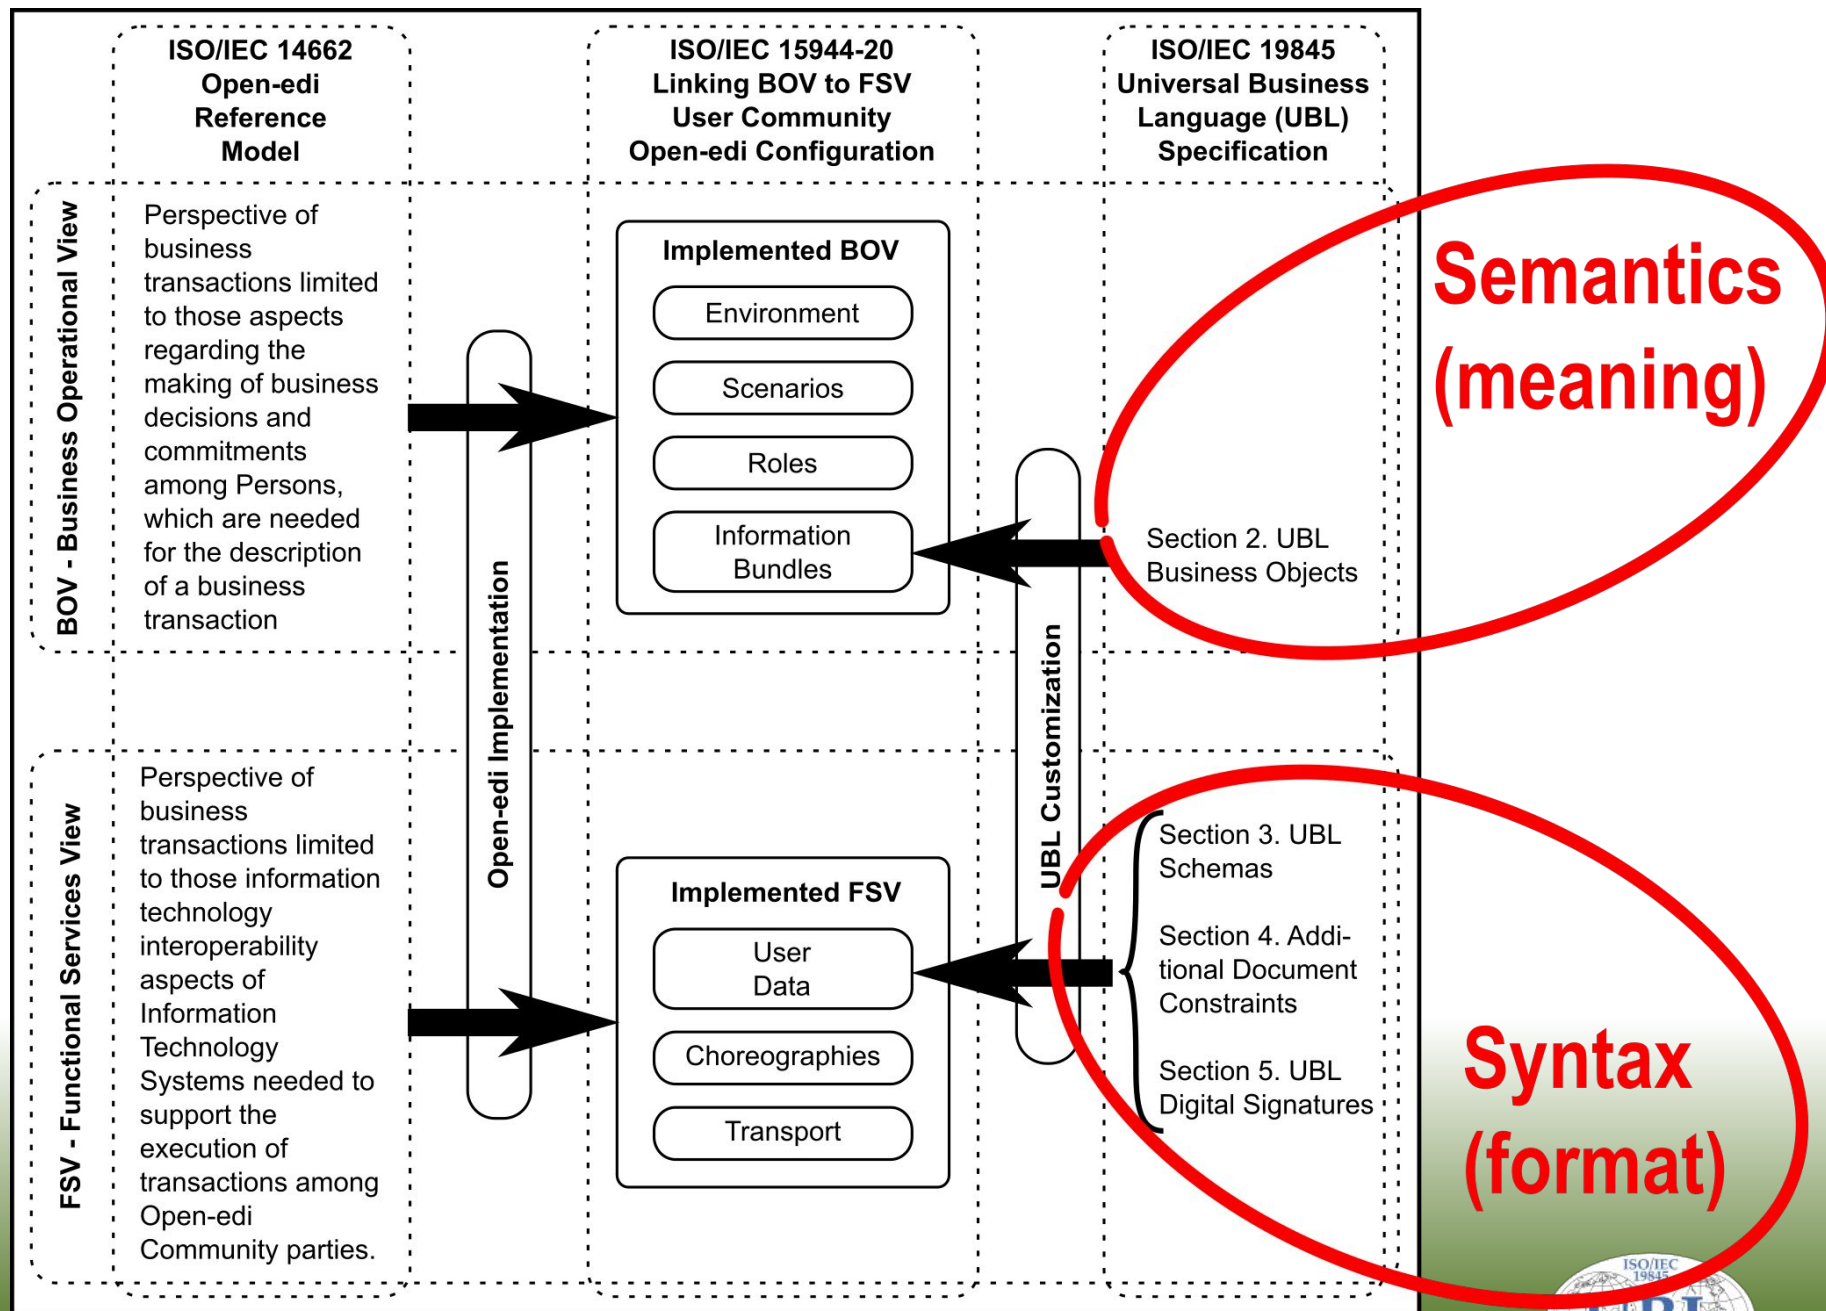 ISO/IEC 14662
Open-edi
Reference
Model
ISO/IEC 15944-20
Linking BOV to FSV
User Community
Open-edi Configuration
ISO/IEC 19845
Universal Business
Language (UBL)
Specification
BOV - Business Operational View
Perspective of
business
transactions limited
to those aspects
regarding the
making of business
decisions and
commitments
among Persons,
which are needed
for the description
of a business
transaction
Open-edi Implementation
Implemented BOV
Environment
Scenarios
Roles
Information
Bundles
UBL Customization
Section 2. UBL
Business Objects
Semantics
(meaning)
FSV - Functional Services View
Perspective of
business
transactions limited
to those information
technology
interoperability
aspects of
Information
Technology
Systems needed to
support the
execution of
transactions among
Open-edi
Community parties.
Implemented FSV
User
Data
Choreographies
Transport
Section 3. UBL
Schemas
Section 4. Addi-
tional Document
Constraints
Section 5. UBL
Digital Signatures
Syntax
(format)
ISO/IEC
19845
UBL